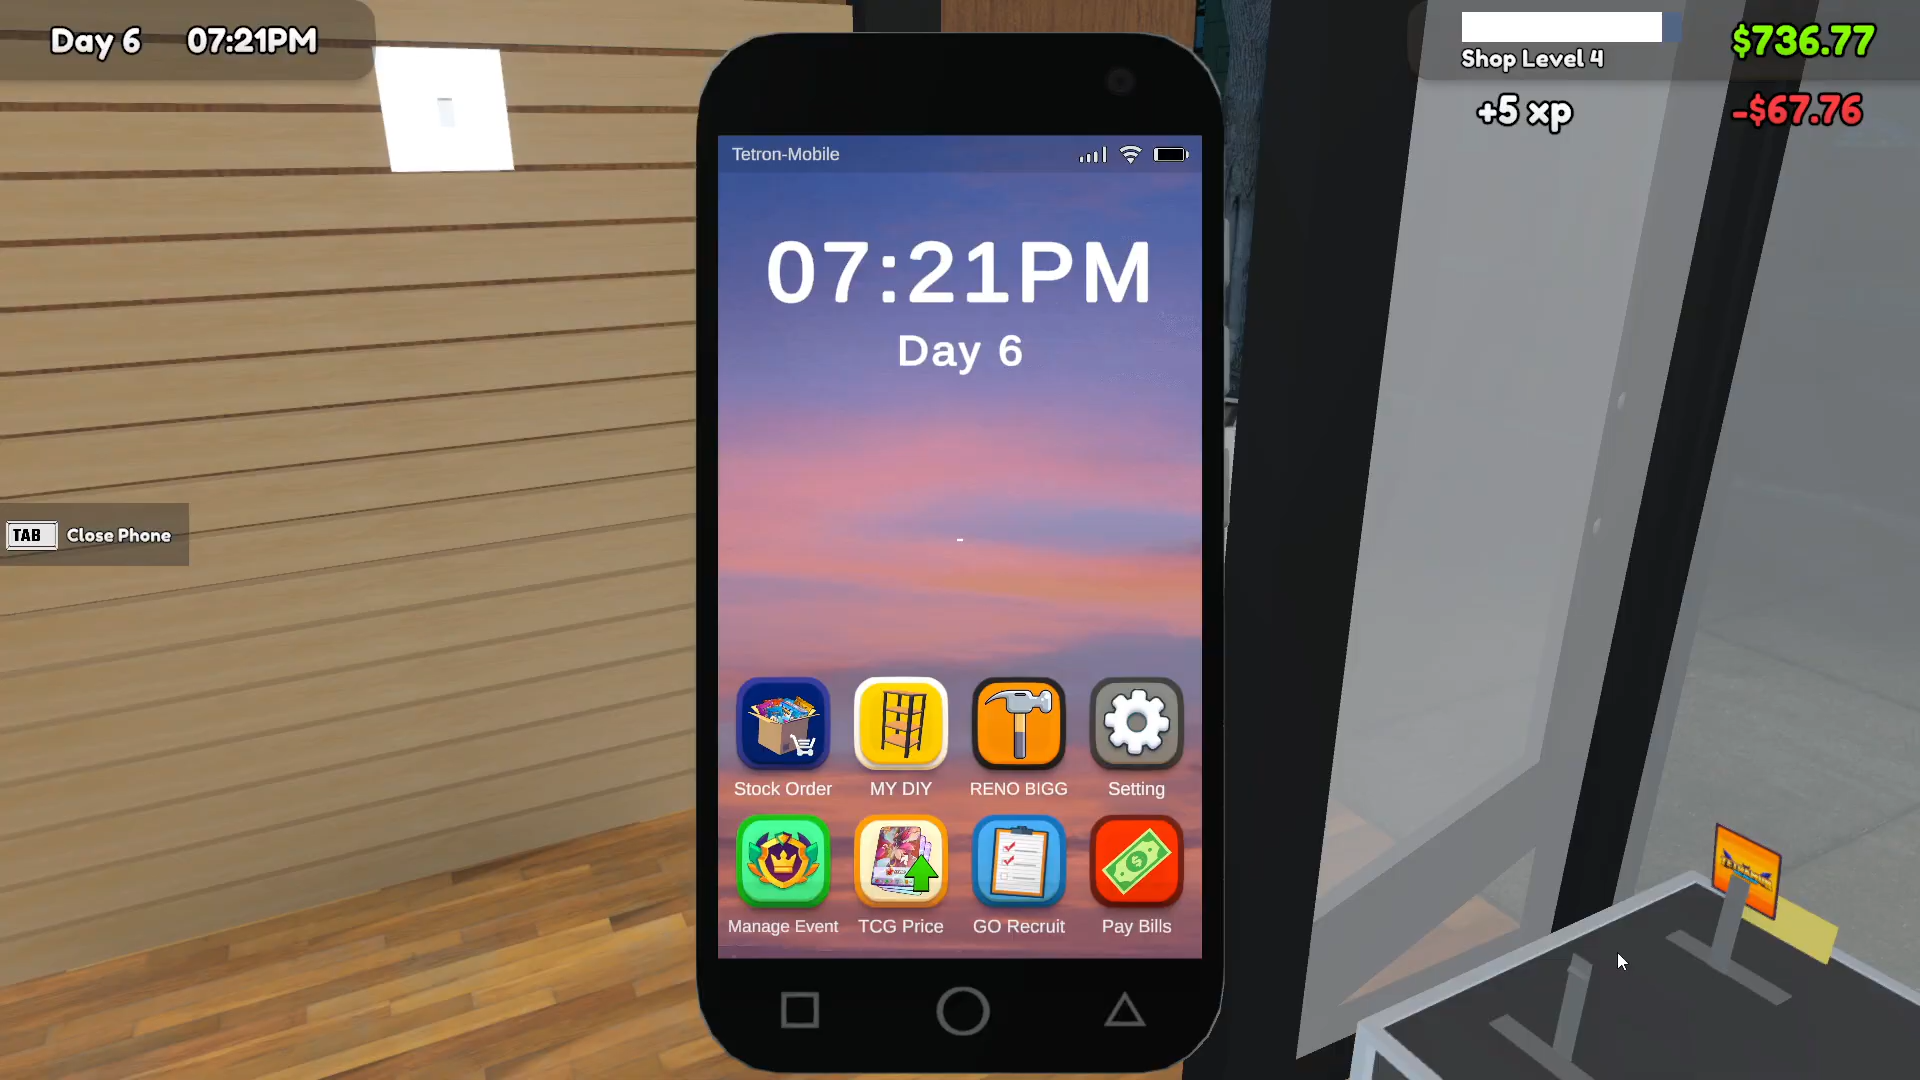 Day 6 07:21PM
Shop Level 4
$736.77
+5 xp
-$67.76
Tetron-Mobile
07:21PM
Day 6
TAB Close Phone
Stock Order
MY DIY
RENO BIGG
Setting
Manage Event
TCG Price
GO Recruit
Pay Bills